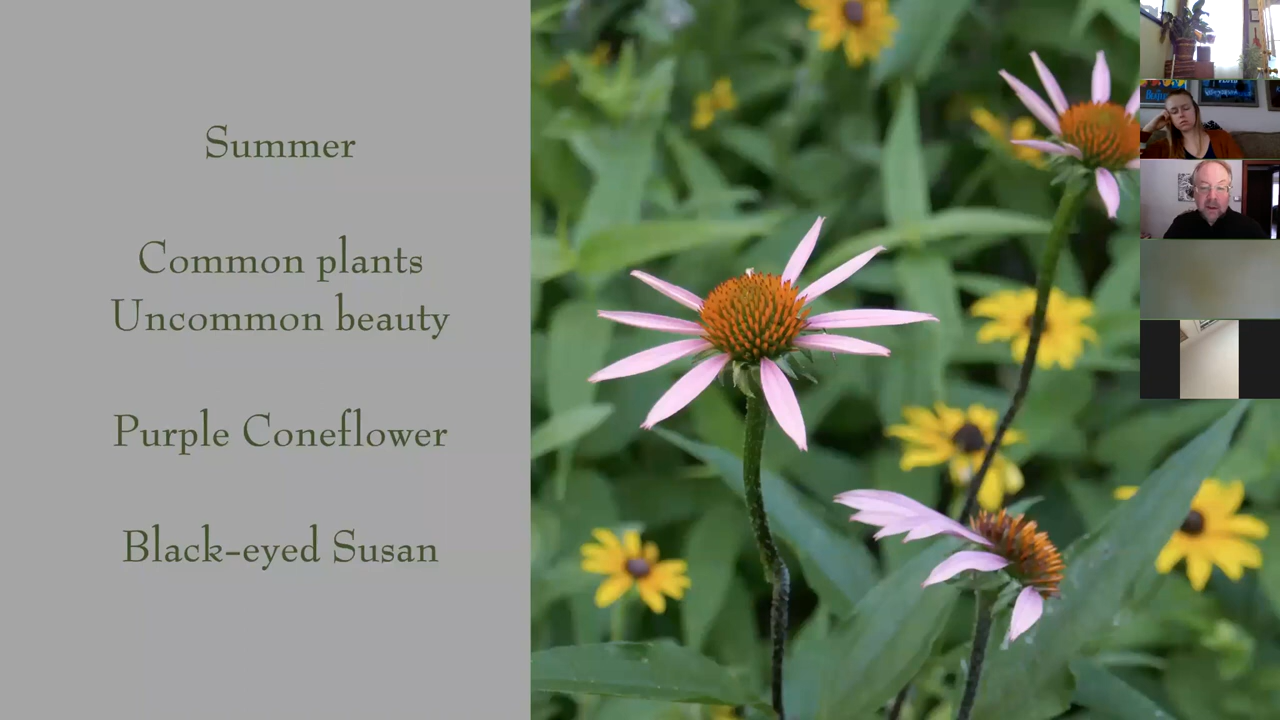 Summer
Common plants
Uncommon beauty
Purple Coneflower
Black-eyed Susan